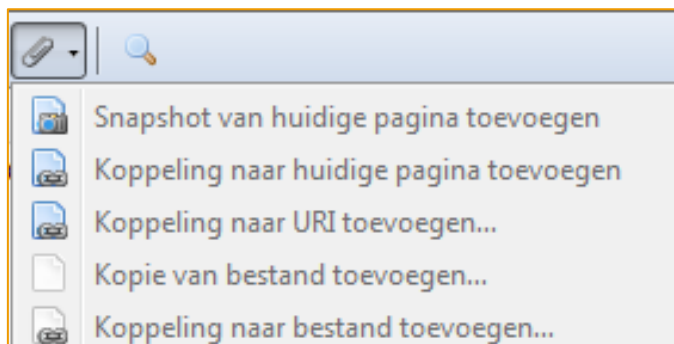 Snapshot van huidige pagina toevoegen
Koppeling naar huidige pagina toevoegen
Koppeling naar URI toevoegen...
Kopie van bestand toevoegen...
Koppeling naar bestand toevoegen...